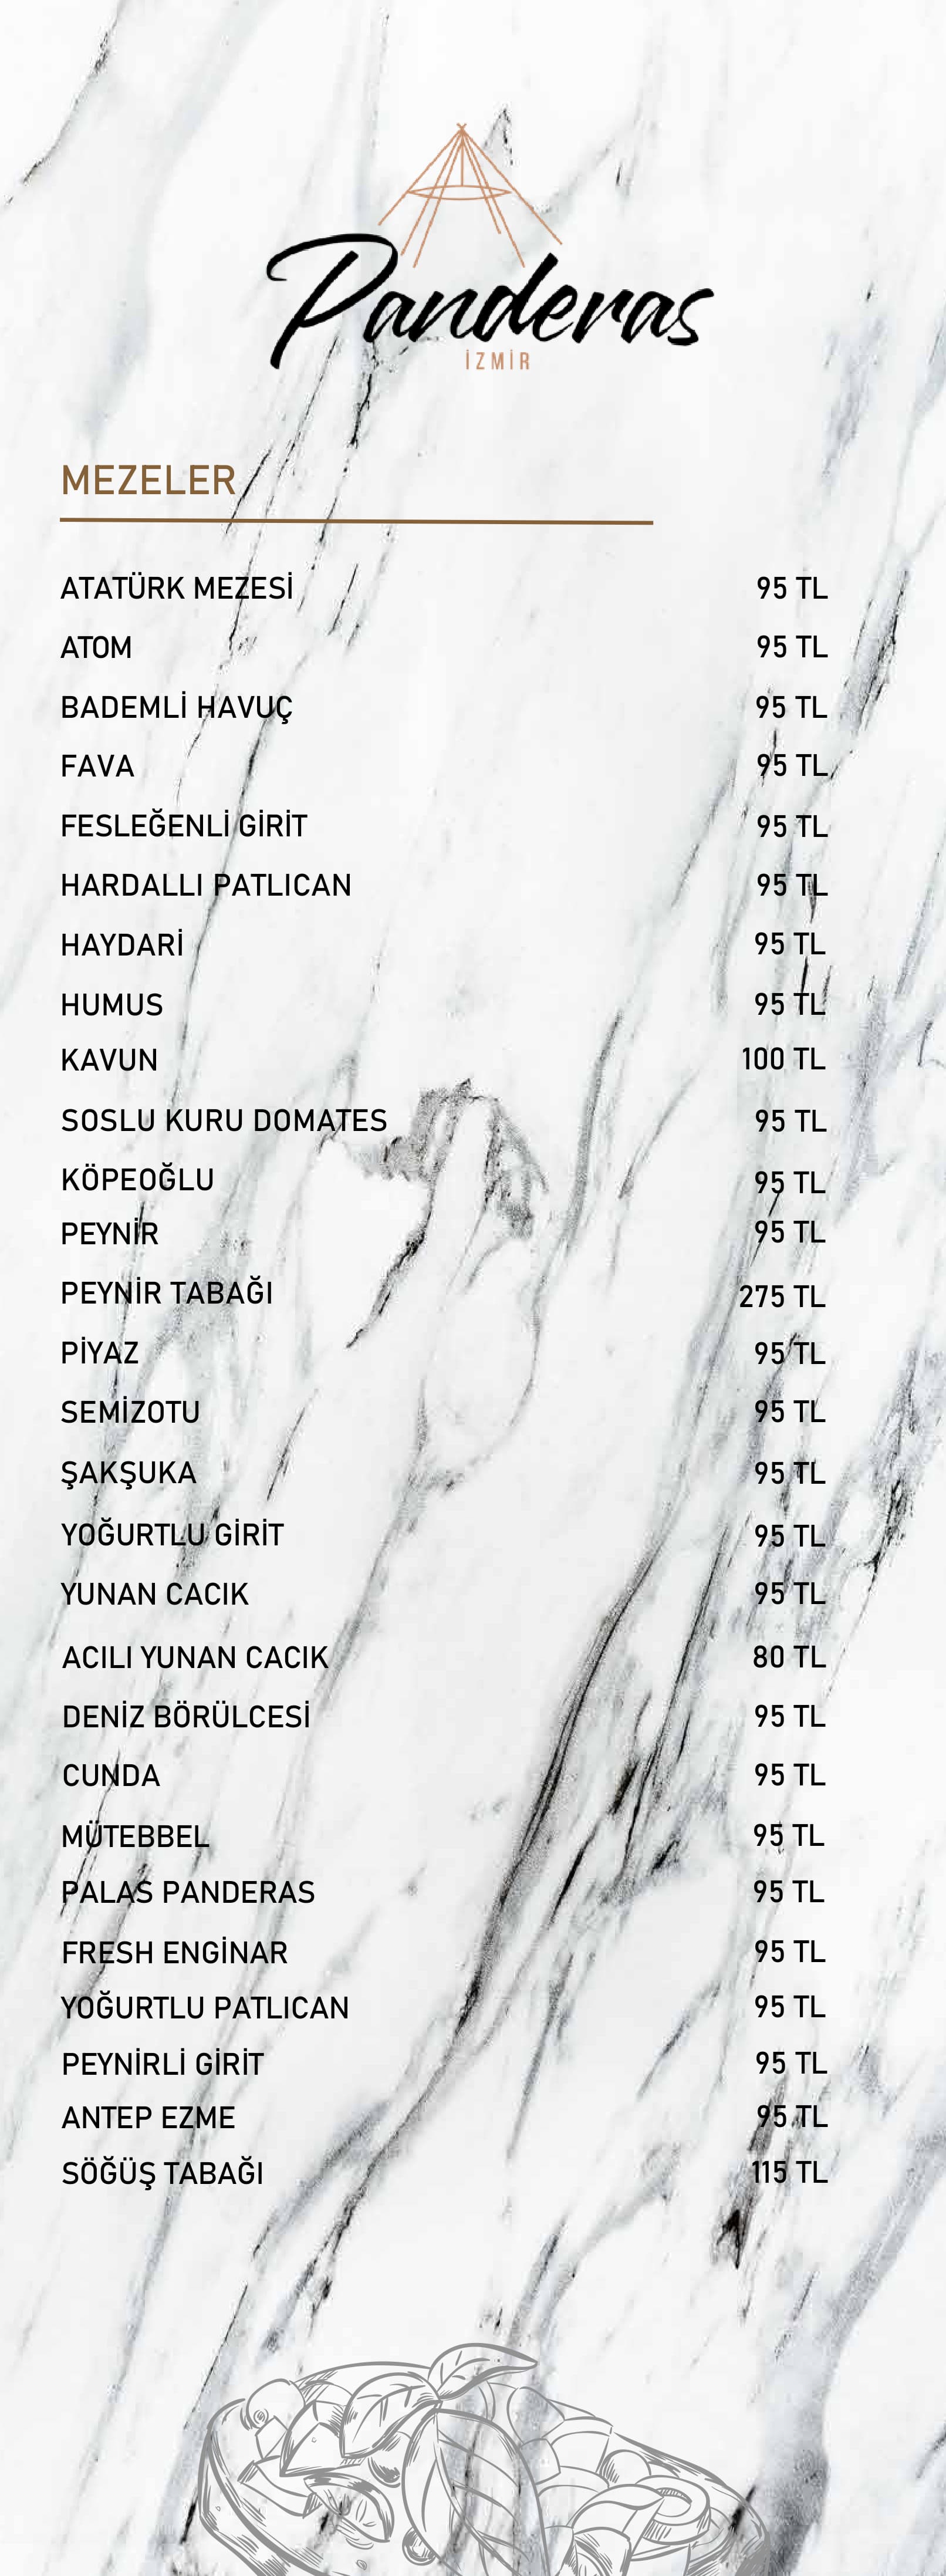 Panderas
İZMİR
MEZELER
ATATÜRK MEZESİ 95 TL
ATOM 95 TL
BADEMLİ HAVUÇ 95 TL
FAVA 95 TL
FESLEĞENLİ GİRİT 95 TL
HARDALLI PATLICAN 95 TL
HAYDARİ 95 TL
HUMUS 95 TL
KAVUN 100 TL
SOSLU KURU DOMATES 95 TL
KÖPEOĞLU 95 TL
PEYNİR 95 TL
PEYNİR TABAĞI 275 TL
PİYAZ 95 TL
SEMİZOTU 95 TL
ŞAKŞUKA 95 TL
YOĞURTLU GİRİT 95 TL
YUNAN CACIK 95 TL
ACILI YUNAN CACIK 80 TL
DENİZ BÖRÜLCESİ 95 TL
CUNDA 95 TL
MÜTEBBEL 95 TL
PALAS PANDERAS 95 TL
FRESH ENGİNAR 95 TL
YOĞURTLU PATLICAN 95 TL
PEYNİRLİ GİRİT 95 TL
ANTEP EZME 95 TL
SÖĞÜŞ TABAĞI 115 TL